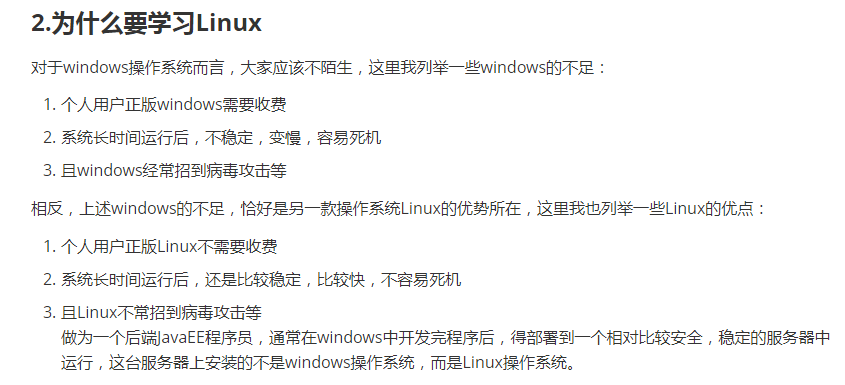 2.为什么要学习Linux
对于windows操作系统而言，大家应该不陌生，这里我列举一些windows的不足：
1. 个人用户正版windows需要收费
2. 系统长时间运行后，不稳定，变慢，容易死机
3. 且windows经常招到病毒攻击等
相反，上述windows的不足，恰好是另一款操作系统Linux的优势所在，这里我也列举一些Linux的优点：
1. 个人用户正版Linux不需要收费
2. 系统长时间运行后，还是比较稳定，比较快，不容易死机
3. 且Linux不常招到病毒攻击等
做为一个后端JavaEE程序员，通常在windows中开发完程序后，得部署到一个相对比较安全，稳定的服务器中
运行，这台服务器上安装的不是windows操作系统，而是Linux操作系统。